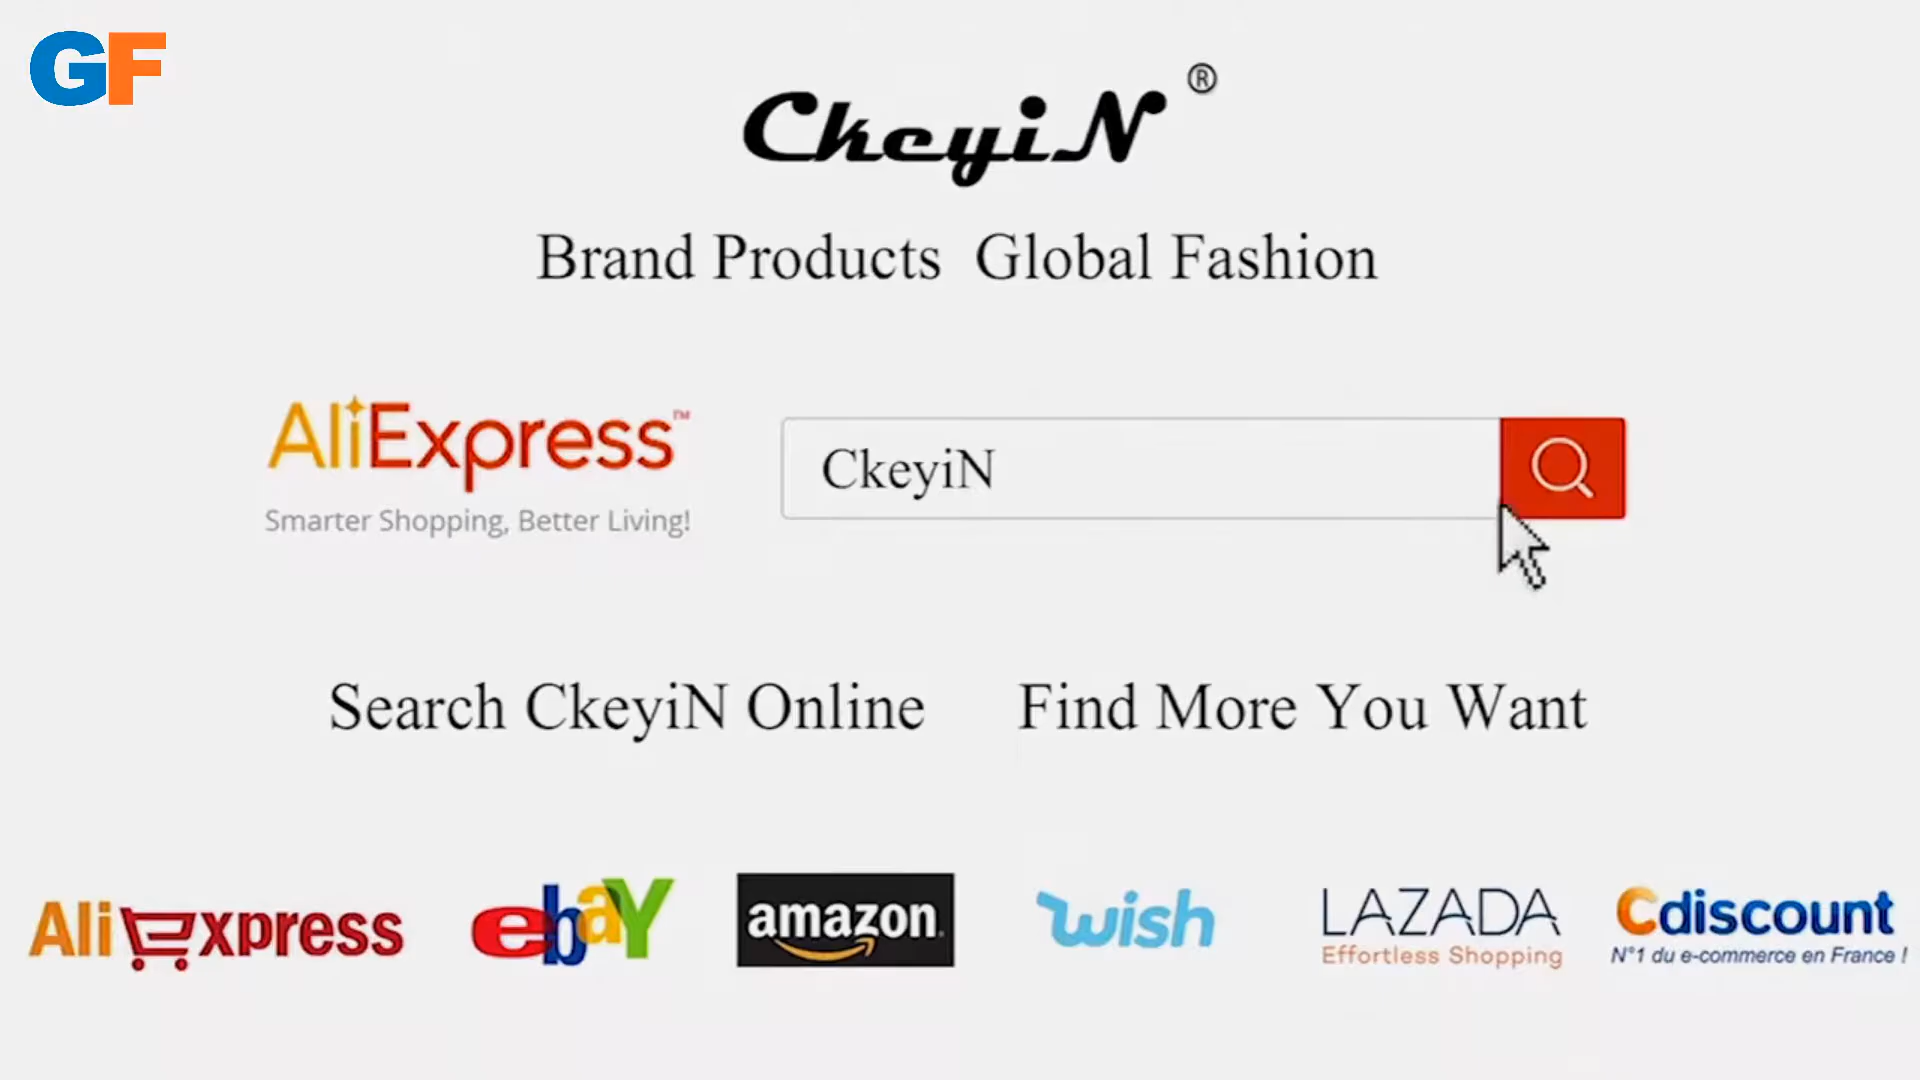 GF
CkeyiN ®
Brand Products Global Fashion
AliExpress™
Smarter Shopping, Better Living!
CkeyiN
Search CkeyiN Online Find More You Want
AliExpress
ebay
amazon
wish
LAZADA
Effortless Shopping
Cdiscount
N°1 du e-commerce en France !